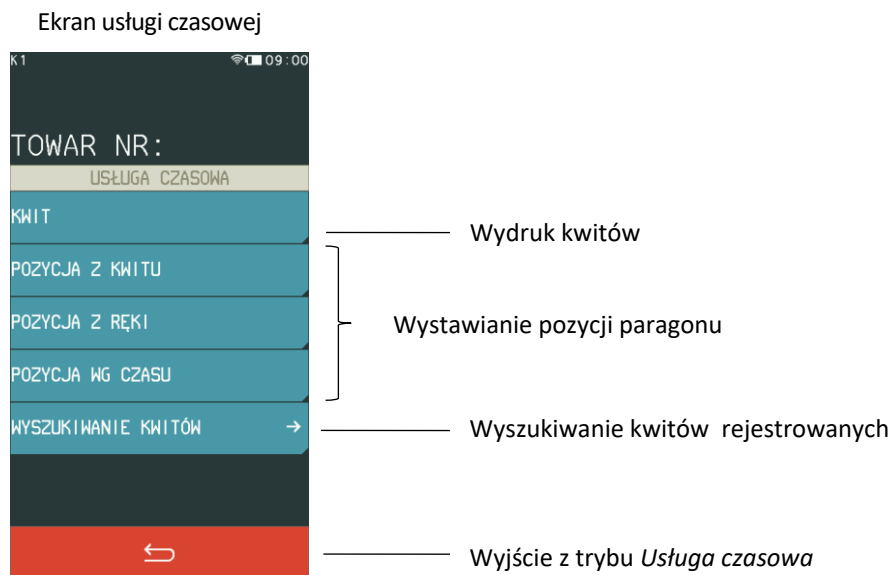 Ekran usługi czasowej
K1 09:00
TOWAR NR:
USŁUGA CZASOWA
KWIT
Wydruk kwitów
POZYCJA Z KWITU
POZYCJA Z RĘKI
Wystawianie pozycji paragonu
POZYCJA WG CZASU
WYSZUKIWANIE KWITÓW →
Wyszukiwanie kwitów rejestrowanych
Wyjście z trybu Usługa czasowa